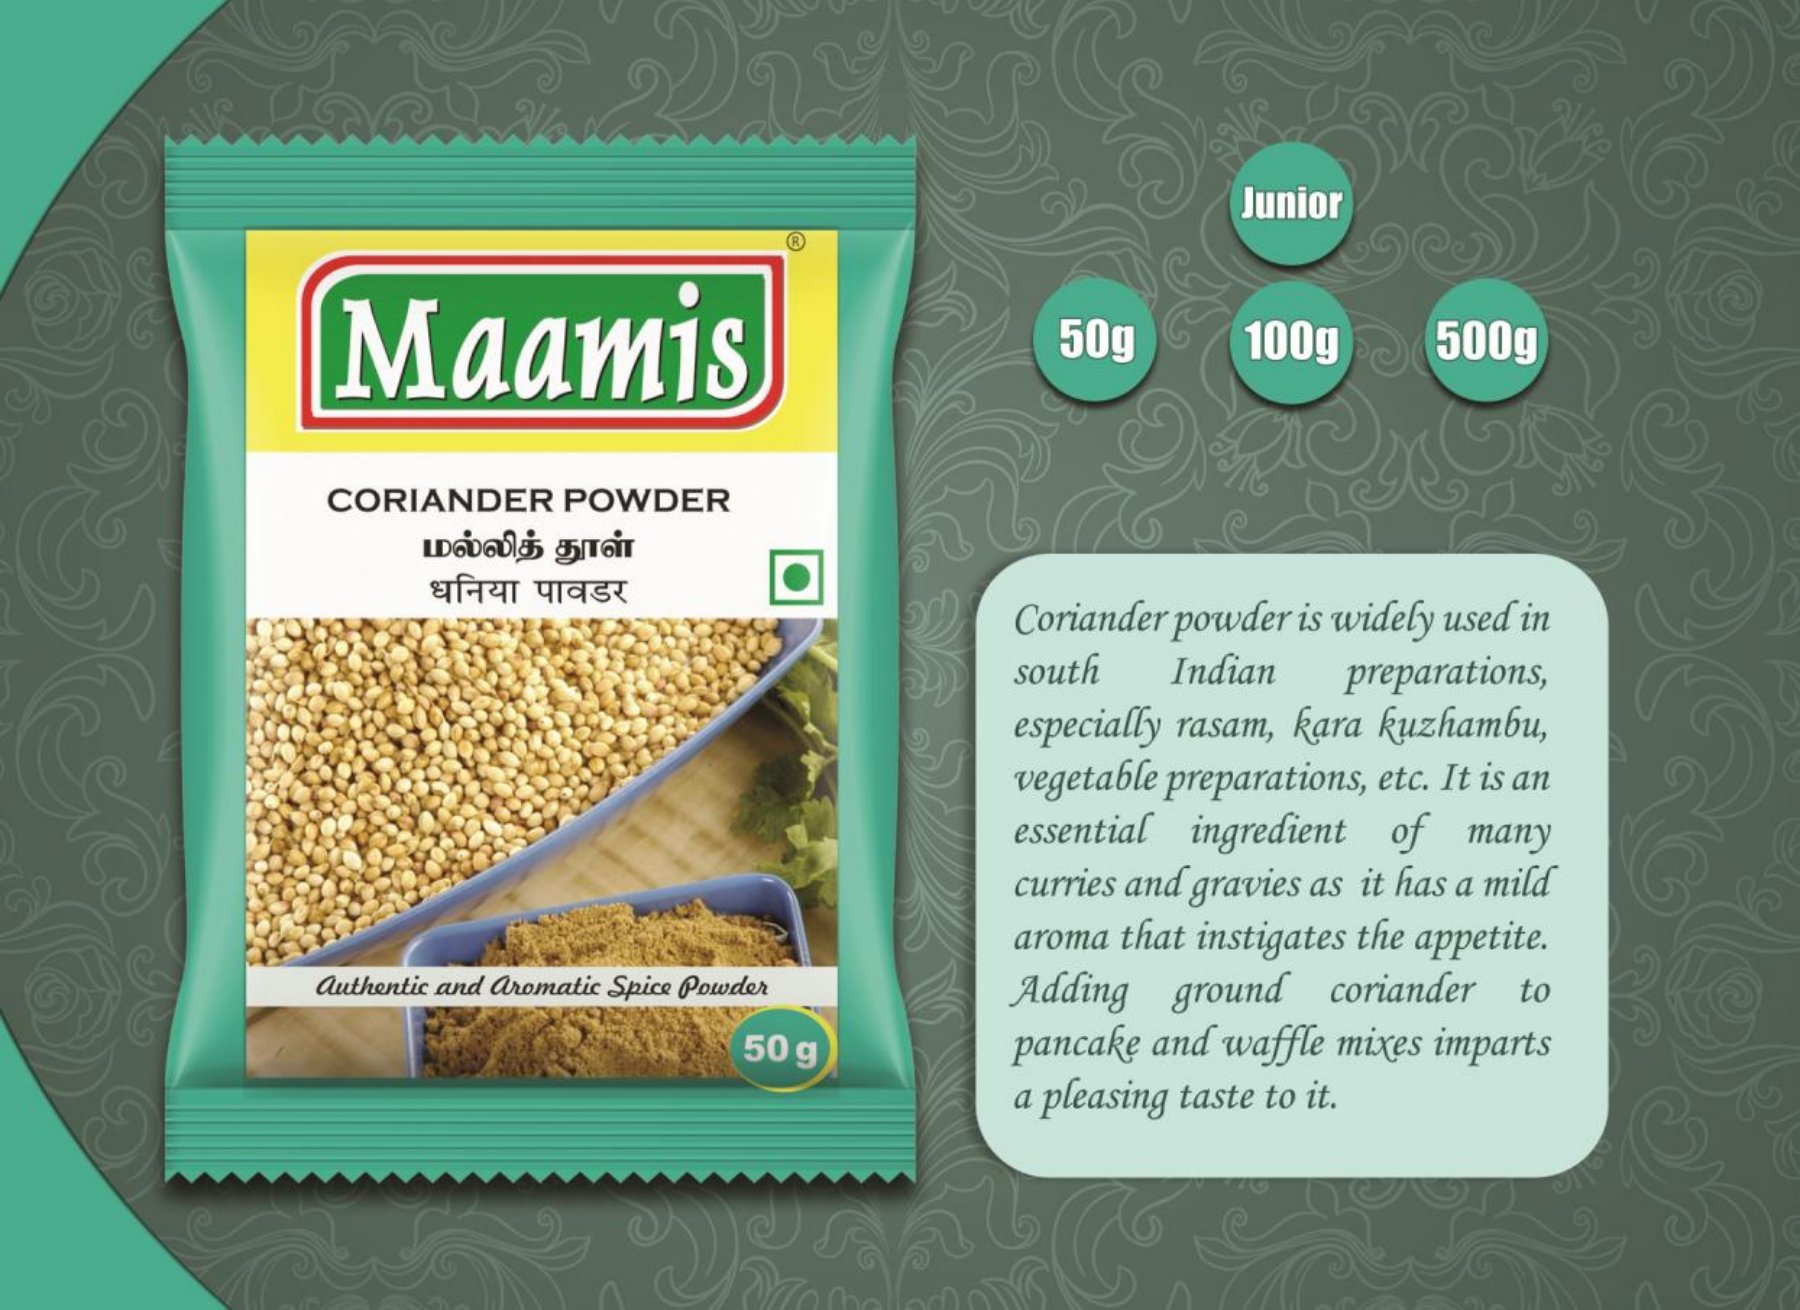 ®
Maamis
CORIANDER POWDER
மல்லித் தூள்
धनिया पावडर
Authentic and Aromatic Spice Powder
50 g
Junior
50g 100g 500g
Coriander powder is widely used in
south Indian preparations,
especially rasam, kara kuzhambu,
vegetable preparations, etc. It is an
essential ingredient of many
curries and gravies as it has a mild
aroma that instigates the appetite.
Adding ground coriander to
pancake and waffle mixes imparts
a pleasing taste to it.